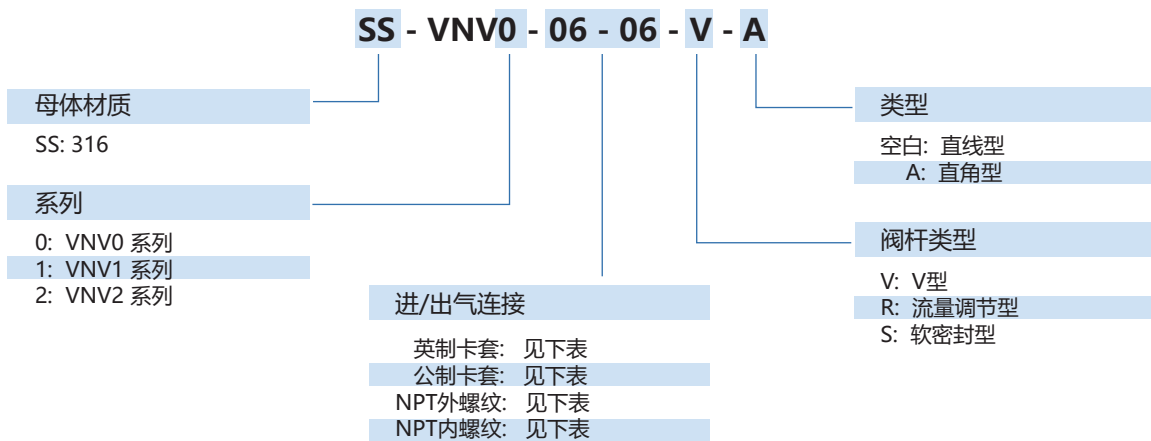 SS - VNV0 - 06 - 06 - V - A
母体材质
SS: 316
系列
0: VNV0 系列
1: VNV1 系列
2: VNV2 系列
进/出气连接
英制卡套: 见下表
公制卡套: 见下表
NPT外螺纹: 见下表
NPT内螺纹: 见下表
类型
空白: 直线型
A: 直角型
阀杆类型
V: V型
R: 流量调节型
S: 软密封型